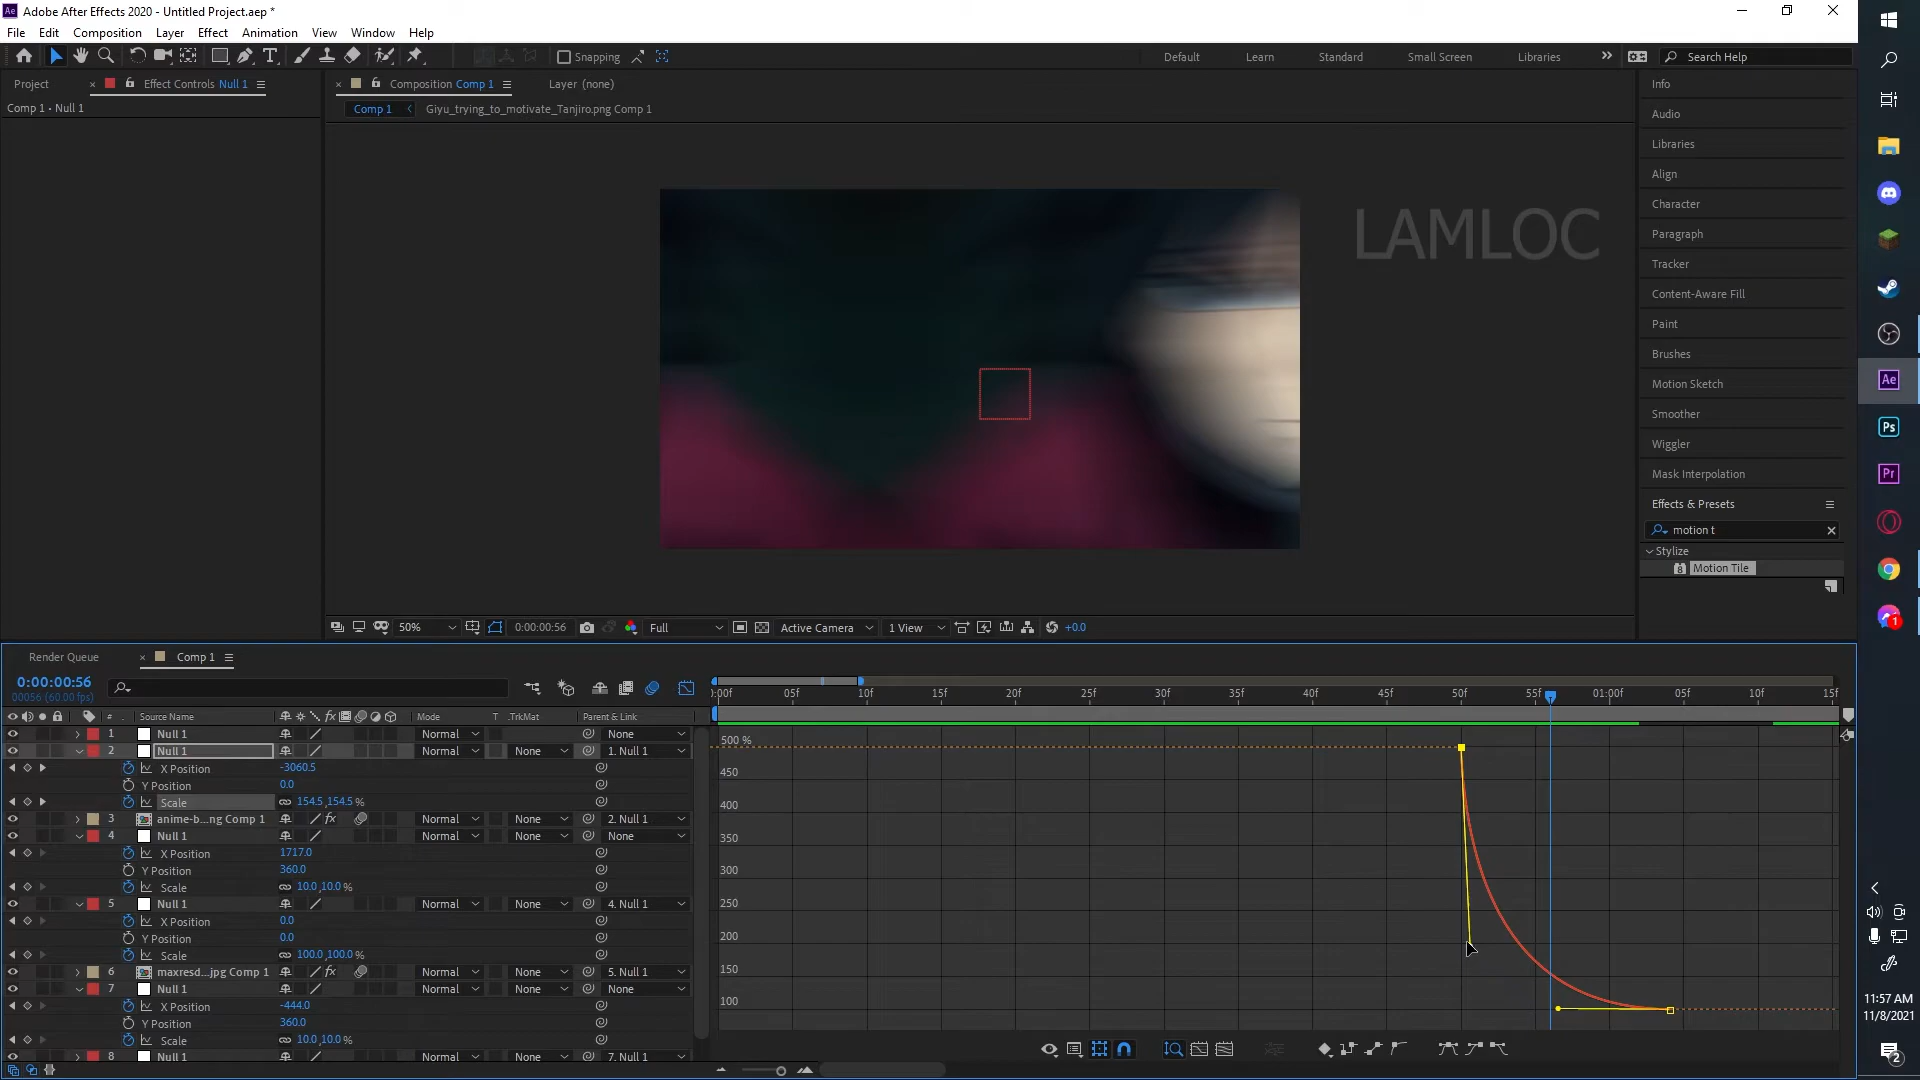 Ae Adobe After Effects 2020 - Untitled Project.aep *
File Edit Composition Layer Effect Animation View Window Help
Snapping Default Learn Standard Small Screen Libraries Search Help
Project Effect Controls Null 1 Composition Comp 1 Layer (none)
Comp 1 • Null 1
Comp 1 Giyu_trying_to_motivate_Tanjiro.png Comp 1
LAMLOC
Info
Audio
Libraries
Align
Character
Paragraph
Tracker
Content-Aware Fill
Paint
Brushes
Motion Sketch
Smoother
Wiggler
Mask Interpolation
Effects & Presets
motion t
Stylize
8 Motion Tile
Ae
Ps
Pr
1
50% 0:00:00:56 Full Active Camera 1 View +0.0
Render Queue Comp 1
0:00:00:56
00056 (60.00 fps)
# Source Name fx Mode T .TrkMat Parent & Link
1 Null 1 Normal None
2 Null 1 Normal None 1. Null 1
X Position -3060.5
Y Position 0.0
Scale 154.5,154.5%
3 anime-b...ng Comp 1 fx Normal None 2. Null 1
4 Null 1 Normal None None
X Position 1717.0
Y Position 360.0
Scale 10.0,10.0%
5 Null 1 Normal None 4. Null 1
X Position 0.0
Y Position 0.0
Scale 100.0,100.0%
6 maxresd...jpg Comp 1 fx Normal None 5. Null 1
7 Null 1 Normal None None
X Position -444.0
Y Position 360.0
Scale 10.0,10.0%
8 Null 1 Normal None 7. Null 1
):00f 05f 10f 15f 20f 25f 30f 35f 40f 45f 50f 55f 01:00f 05f 10f 15f
500 %
450
400
350
300
250
200
150
100
11:57 AM
11/8/2021
2